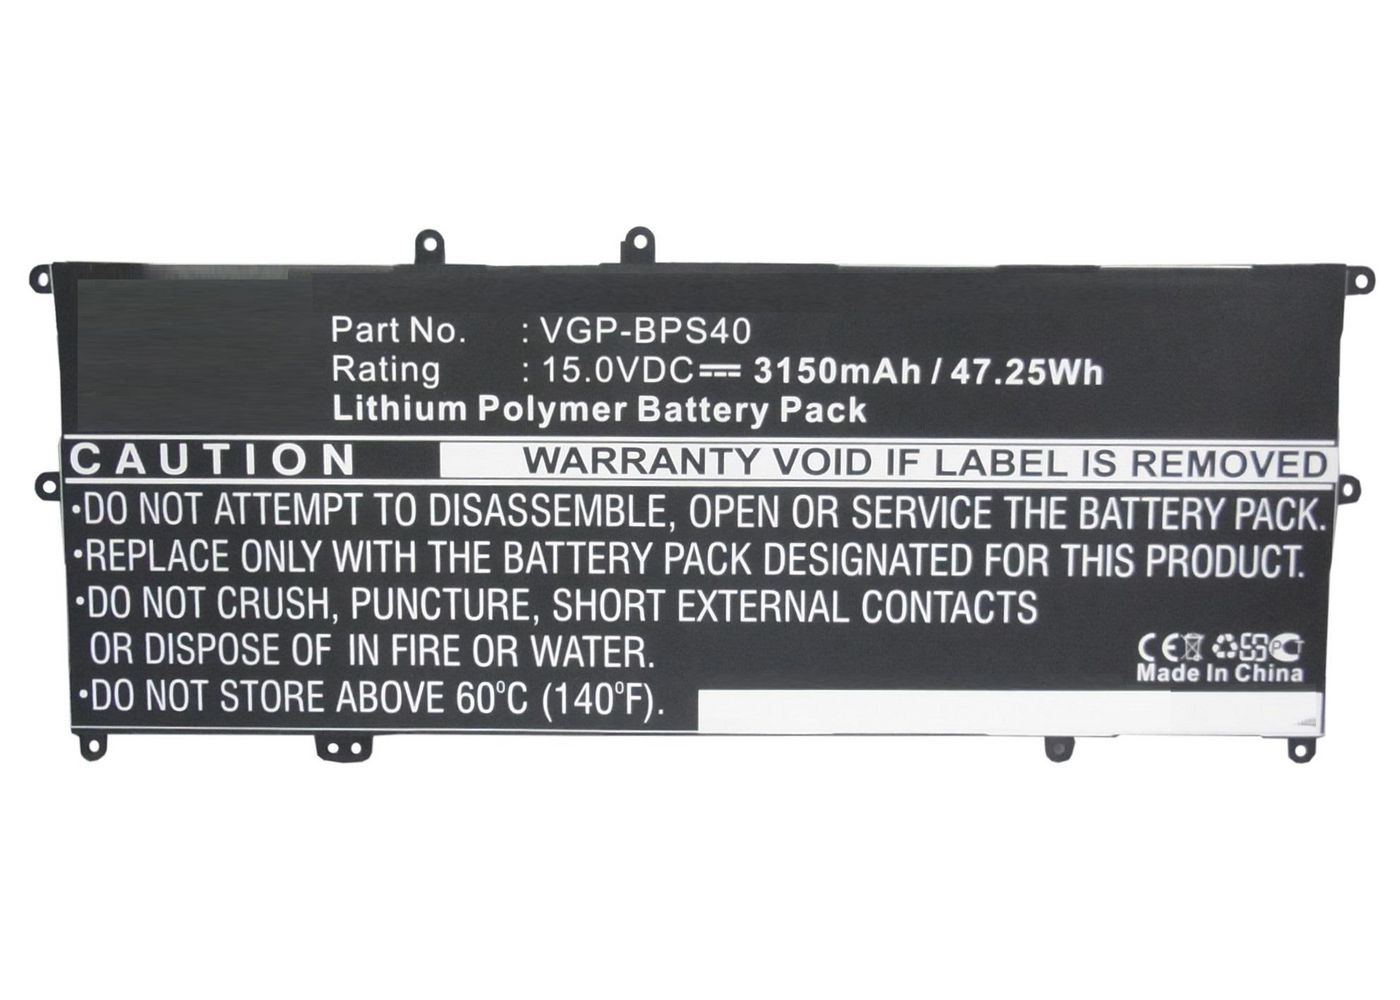 Part No. : VGP-BPS40
Rating : 15.0VDC 3150mAh / 47.25Wh
Lithium Polymer Battery Pack
CAUTION WARRANTY VOID IF LABEL IS REMOVED
•DO NOT ATTEMPT TO DISASSEMBLE, OPEN OR SERVICE THE BATTERY PACK.
•REPLACE ONLY WITH THE BATTERY PACK DESIGNATED FOR THIS PRODUCT.
•DO NOT CRUSH, PUNCTURE, SHORT EXTERNAL CONTACTS
OR DISPOSE OF IN FIRE OR WATER.
•DO NOT STORE ABOVE 60°C (140°F).
CE
Made In China